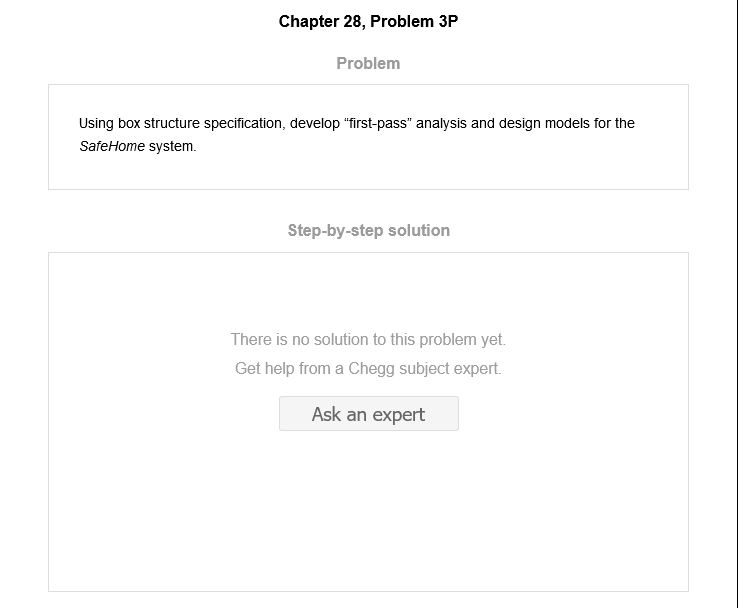 Chapter 28, Problem 3P
Problem
Using box structure specification, develop “first-pass” analysis and design models for the
SafeHome system.
Step-by-step solution
There is no solution to this problem yet.
Get help from a Chegg subject expert.
Ask an expert